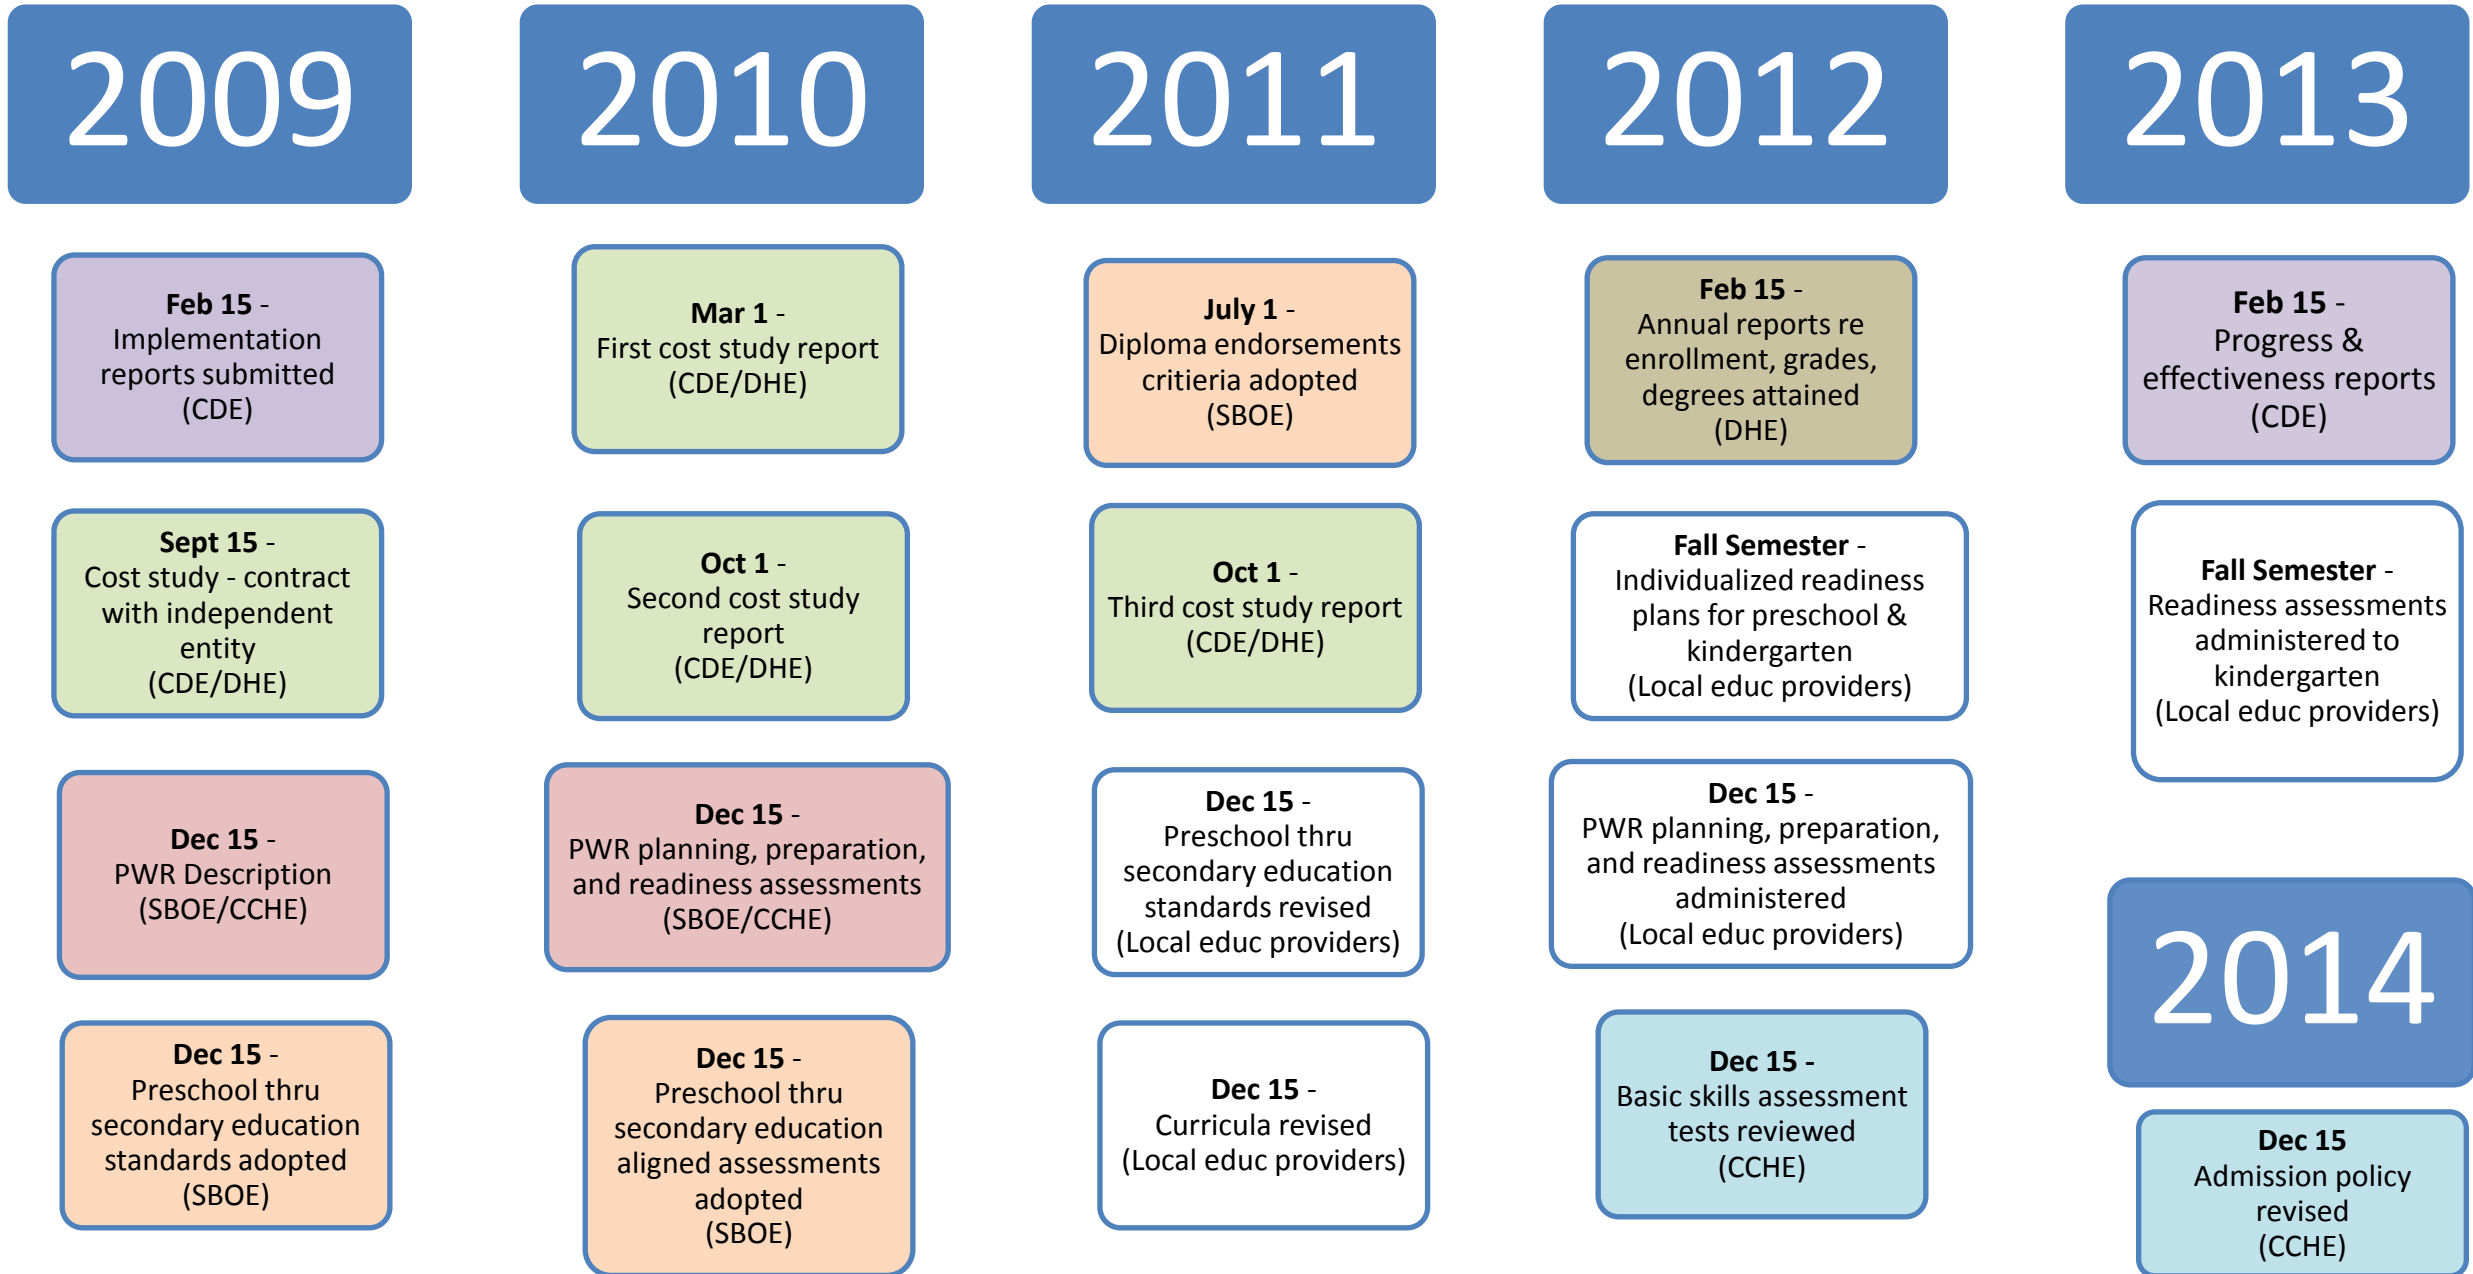 2009
Feb 15 -
Implementation
reports submitted
(CDE)
Sept 15 -
Cost study - contract
with independent
entity
(CDE/DHE)
Dec 15 -
PWR Description
(SBOE/CCHE)
Dec 15 -
Preschool thru
secondary education
standards adopted
(SBOE)
2010
Mar 1 -
First cost study report
(CDE/DHE)
Oct 1 -
Second cost study
report
(CDE/DHE)
Dec 15 -
PWR planning, preparation,
and readiness assessments
(SBOE/CCHE)
Dec 15 -
Preschool thru
secondary education
aligned assessments
adopted
(SBOE)
2011
July 1 -
Diploma endorsements
critieria adopted
(SBOE)
Oct 1 -
Third cost study report
(CDE/DHE)
Dec 15 -
Preschool thru
secondary education
standards revised
(Local educ providers)
Dec 15 -
Curricula revised
(Local educ providers)
2012
Feb 15 -
Annual reports re
enrollment, grades,
degrees attained
(DHE)
Fall Semester -
Individualized readiness
plans for preschool &
kindergarten
(Local educ providers)
Dec 15 -
PWR planning, preparation,
and readiness assessments
administered
(Local educ providers)
Dec 15 -
Basic skills assessment
tests reviewed
(CCHE)
2013
Feb 15 -
Progress &
effectiveness reports
(CDE)
Fall Semester -
Readiness assessments
administered to
kindergarten
(Local educ providers)
2014
Dec 15
Admission policy
revised
(CCHE)